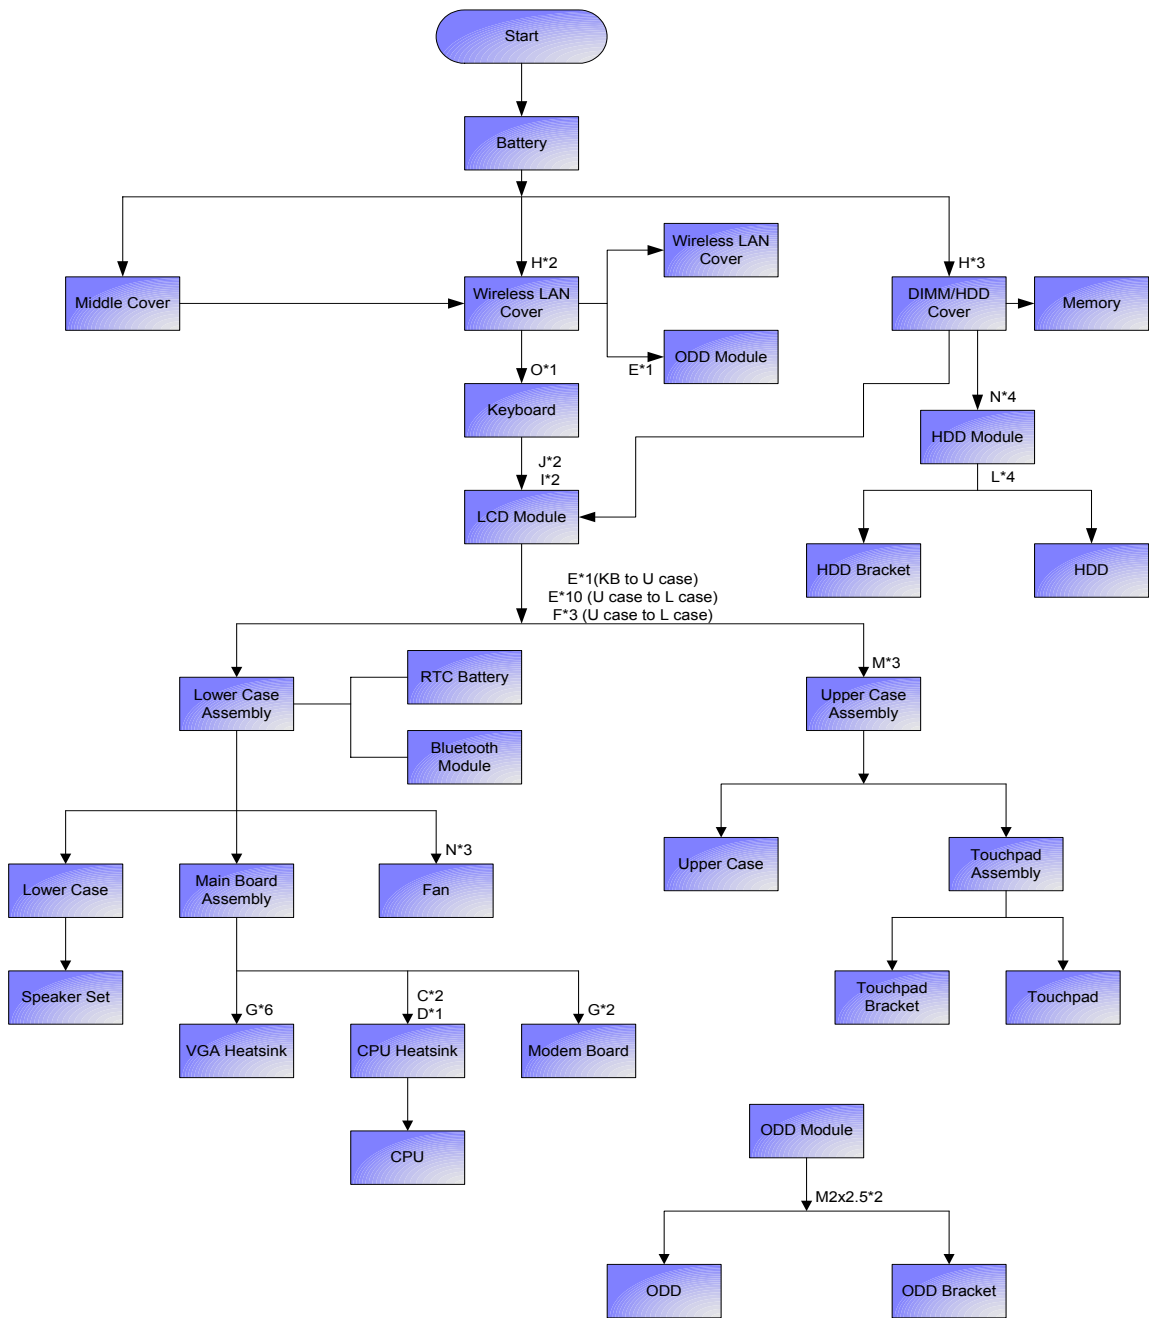 Start
Battery
Wireless LAN
Cover
H*2
H*3
Middle Cover
Wireless LAN
Cover
DIMM/HDD
Cover
Memory
ODD Module
O*1
E*1
Keyboard
N*4
HDD Module
J*2
I*2
L*4
LCD Module
HDD Bracket
HDD
E*1(KB to U case)
E*10 (U case to L case)
F*3 (U case to L case)
M*3
RTC Battery
Lower Case
Assembly
Upper Case
Assembly
Bluetooth
Module
N*3
Lower Case
Main Board
Assembly
Fan
Upper Case
Touchpad
Assembly
Speaker Set
Touchpad
Bracket
Touchpad
G*6
C*2
D*1
G*2
VGA Heatsink
CPU Heatsink
Modem Board
ODD Module
CPU
M2x2.5*2
ODD
ODD Bracket